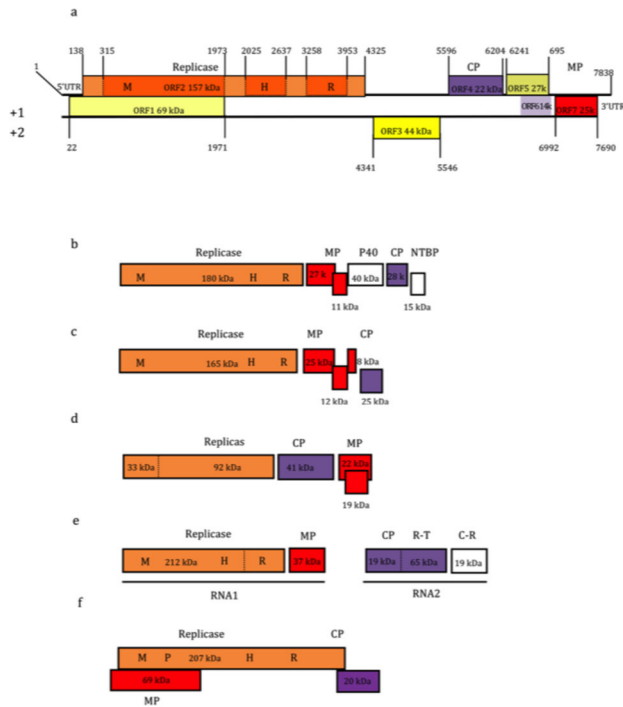 a
138 315 1973 2025 2637 3258 3953 4325 5596 6204 6241 695
1 Replicase CP MP 7838
5'UTR M ORF2 157 kDa H R ORF4 22 kDa ORF5 27k
+1 ORF1 69 kDa ORF614k ORF7 25k 3'UTR
+2 ORF3 44 kDa
22 1971 6992 7690
4341 5546
b
Replicase MP P40 CP NTBP
M 180 kDa H R 27 k 40 kDa 28 k
11 kDa 15 kDa
c
Replicase MP CP
M 165 kDa H R 25 kDa 8 kDa
12 kDa 25 kDa
d
Replicas CP MP
33 kDa 92 kDa 41 kDa 22 kDa
19 kDa
e
Replicase MP CP R-T C-R
M 212 kDa H R 37 kDa 19 kDa 65 kDa 19 kDa
RNA1 RNA2
f
Replicase CP
M P 207 kDa H R
69 kDa 20 kDa
MP